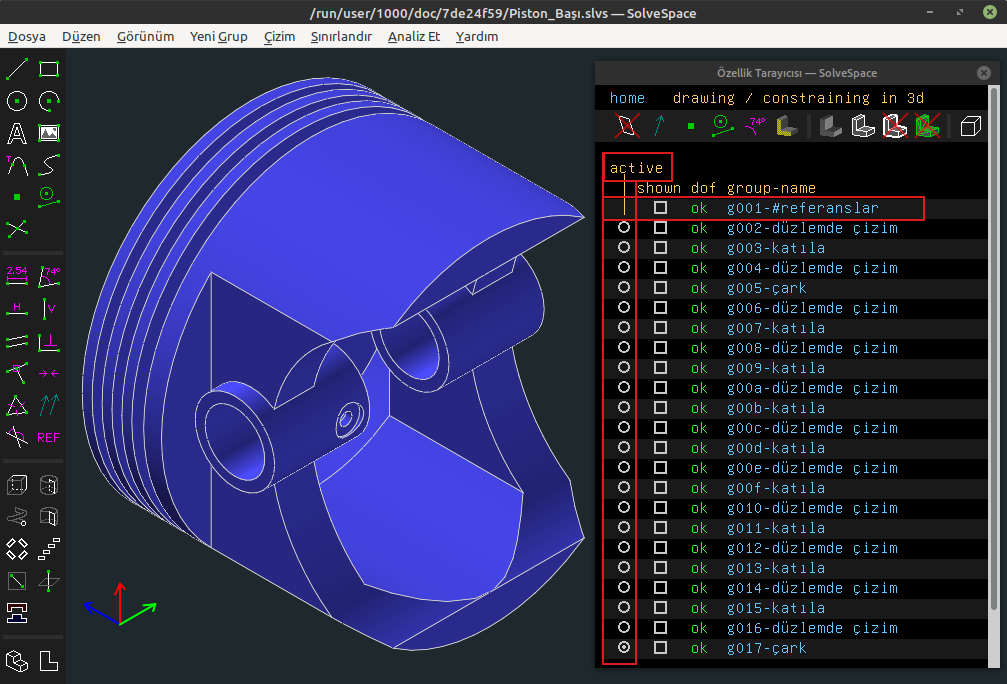 /run/user/1000/doc/7de24f59/Piston_Başı.slvs — SolveSpace
Dosya Düzen Görünüm Yeni Grup Çizim Sınırlandır Analiz Et Yardım
Özellik Tarayıcısı — SolveSpace
home drawing / constraining in 3d
74º
active
shown dof group-name
ok g001-#referanslar
ok g002-düzlemde çizim
ok g003-katıla
ok g004-düzlemde çizim
ok g005-çark
ok g006-düzlemde çizim
ok g007-katıla
ok g008-düzlemde çizim
ok g009-katıla
ok g00a-düzlemde çizim
ok g00b-katıla
ok g00c-düzlemde çizim
ok g00d-katıla
ok g00e-düzlemde çizim
ok g00f-katıla
ok g010-düzlemde çizim
ok g011-katıla
ok g012-düzlemde çizim
ok g013-katıla
ok g014-düzlemde çizim
ok g015-katıla
ok g016-düzlemde çizim
ok g017-çark
A
T
2.54 74º
H V
REF